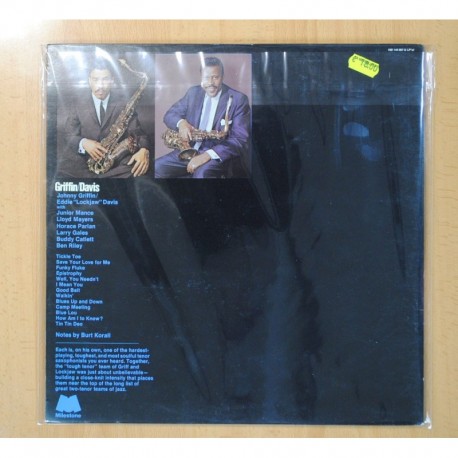 Griffin/Davis
Johnny Griffin/
Eddie "Lockjaw" Davis
with
Junior Mance
Lloyd Mayers
Horace Parlan
Larry Gales
Buddy Catlett
Ben Riley
Tickle Toe
Save Your Love for Me
Funky Fluke
Epistrophy
Well, You Needn't
I Mean You
Good Bait
Walkin'
Blues Up and Down
Camp Meeting
Blue Lou
How Am I to Know?
Tin Tin Deo
Notes by Burt Korall
Each is, on his own, one of the hardest-
playing, toughest, and most soulful tenor
saxophonists you ever heard. Together,
the "tough tenor" team of Griff and
Lockjaw was just about unbelievable—
building a close-knit intensity that places
them near the top of the long list of
great two-tenor teams of jazz.
Milestone